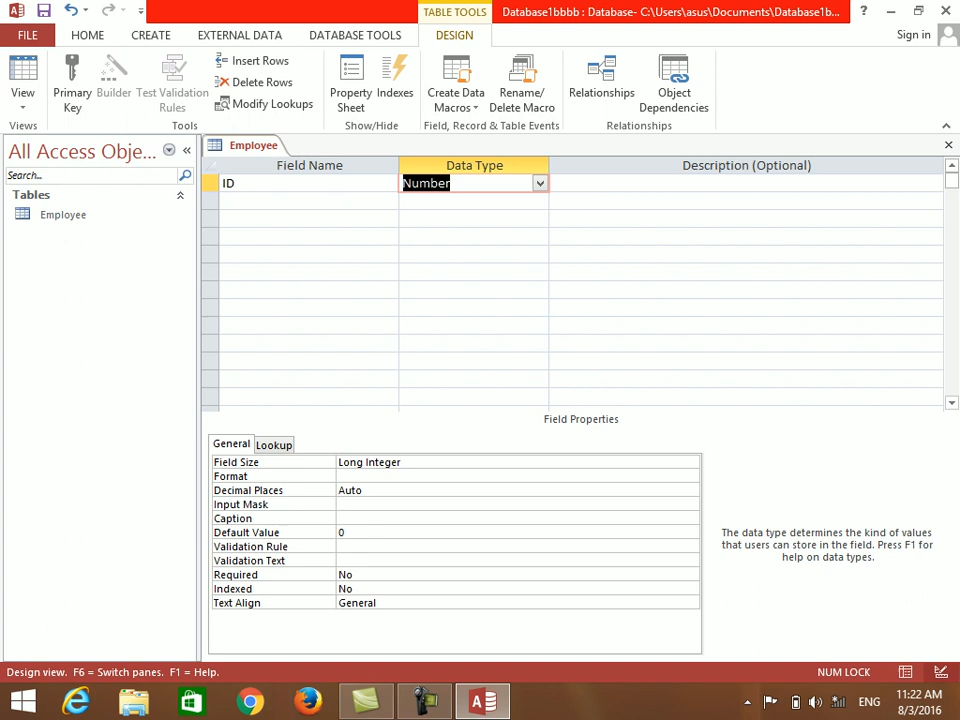 TABLE TOOLS
Database1bbbb : Database- C:\Users\asus\Documents\Database1b...
FILE
HOME
CREATE
EXTERNAL DATA
DATABASE TOOLS
DESIGN
Sign in
View
Primary Key
Builder
Test Validation Rules
Insert Rows
Delete Rows
Modify Lookups
Property Sheet
Indexes
Create Data Macros
Rename/ Delete Macro
Relationships
Object Dependencies
Views
Tools
Show/Hide
Field, Record & Table Events
Relationships
All Access Obje...
Search...
Tables
Employee
Employee
Field Name
Data Type
Description (Optional)
ID
Number
Field Properties
General
Lookup
Field Size
Long Integer
Format
Decimal Places
Auto
Input Mask
Caption
Default Value
0
Validation Rule
Validation Text
Required
No
Indexed
No
Text Align
General
The data type determines the kind of values
that users can store in the field. Press F1 for
help on data types.
Design view. F6 = Switch panes. F1 = Help.
NUM LOCK
ENG
11:22 AM
8/3/2016